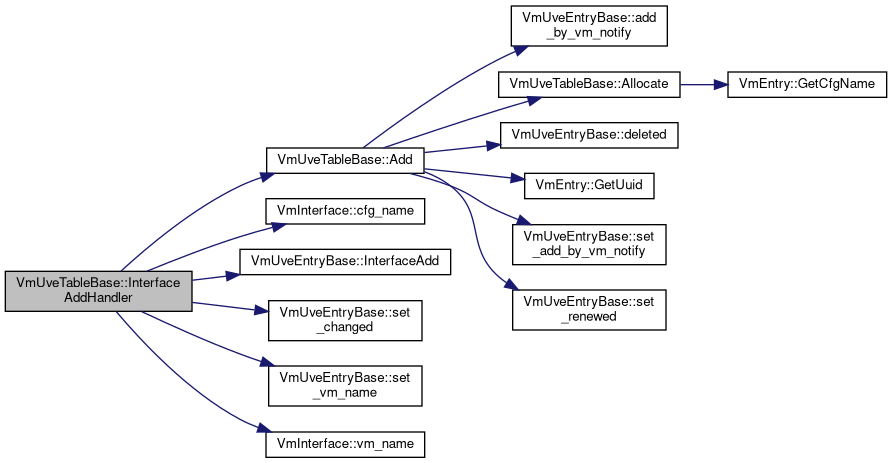 VmUveTableBase::Interface
AddHandler
VmUveTableBase::Add
VmInterface::cfg_name
VmUveEntryBase::InterfaceAdd
VmUveEntryBase::set
_changed
VmUveEntryBase::set
_vm_name
VmInterface::vm_name
VmUveEntryBase::add
_by_vm_notify
VmUveTableBase::Allocate
VmUveEntryBase::deleted
VmEntry::GetUuid
VmUveEntryBase::set
_add_by_vm_notify
VmUveEntryBase::set
_renewed
VmEntry::GetCfgName